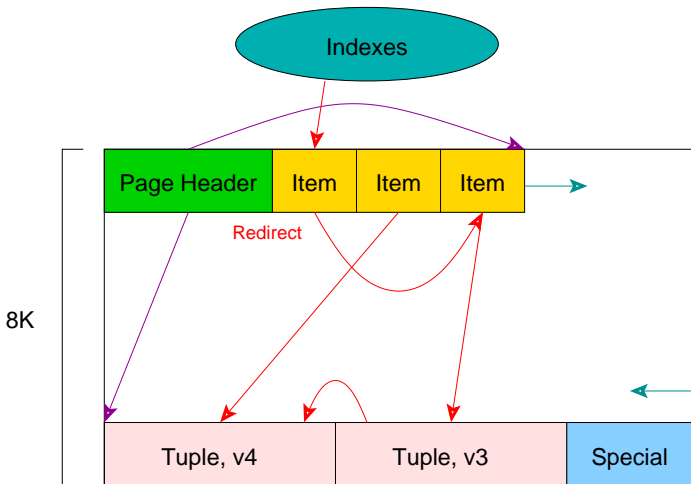 Indexes
Page Header Item Item Item
Redirect
8K
Tuple, v4 Tuple, v3 Special